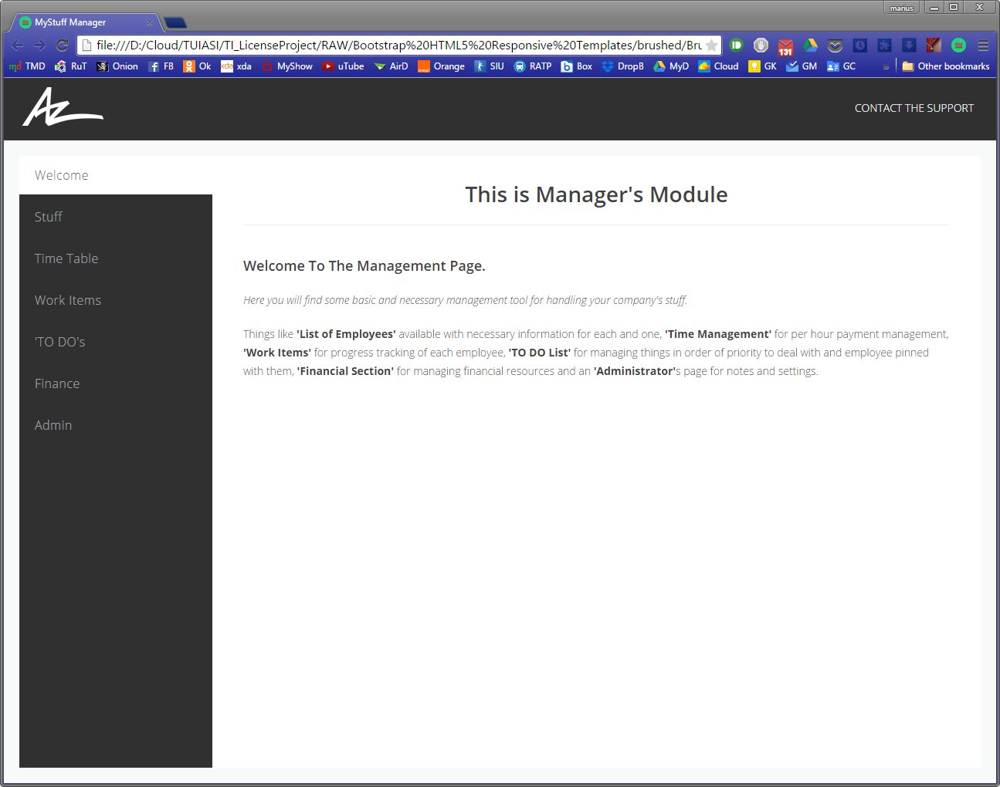 marius
MyStuff Manager
file:///D:/Cloud/TUIASI/TI_LicenseProject/RAW/Bootstrap%20HTML5%20Responsive%20Templates/brushed/Bru
131
md TMD RuT Onion FB Ok xda xda MyShow uTube AirD Orange SIU RATP Box DropB MyD Cloud GK GM GC » Other bookmarks
AZ
CONTACT THE SUPPORT
Welcome
Stuff
Time Table
Work Items
'TO DO's
Finance
Admin
This is Manager's Module
Welcome To The Management Page.
Here you will find some basic and necessary management tool for handling your company's stuff.
Things like 'List of Employees' available with necessary information for each and one, 'Time Management' for per hour payment management,
'Work Items' for progress tracking of each employee, 'TO DO List' for managing things in order of priority to deal with and employee pinned
with them, 'Financial Section' for managing financial resources and an 'Administrator's page for notes and settings.